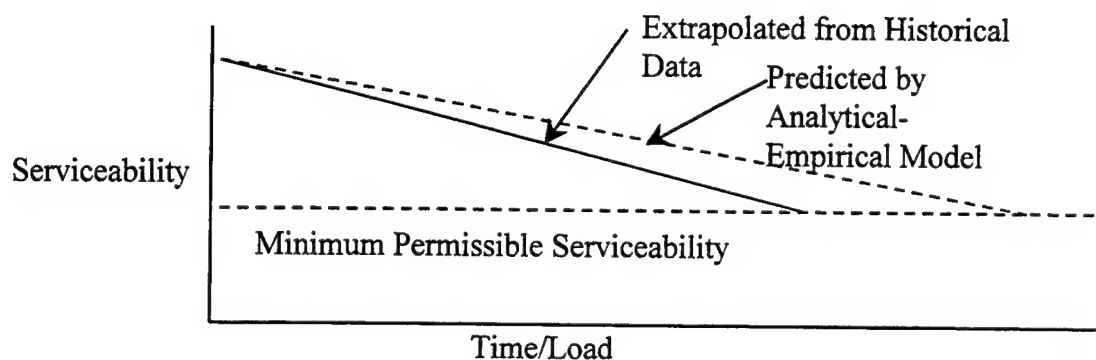 Extrapolated from Historical
Data
Predicted by
Analytical-
Empirical Model
Serviceability
Minimum Permissible Serviceability
Time/Load